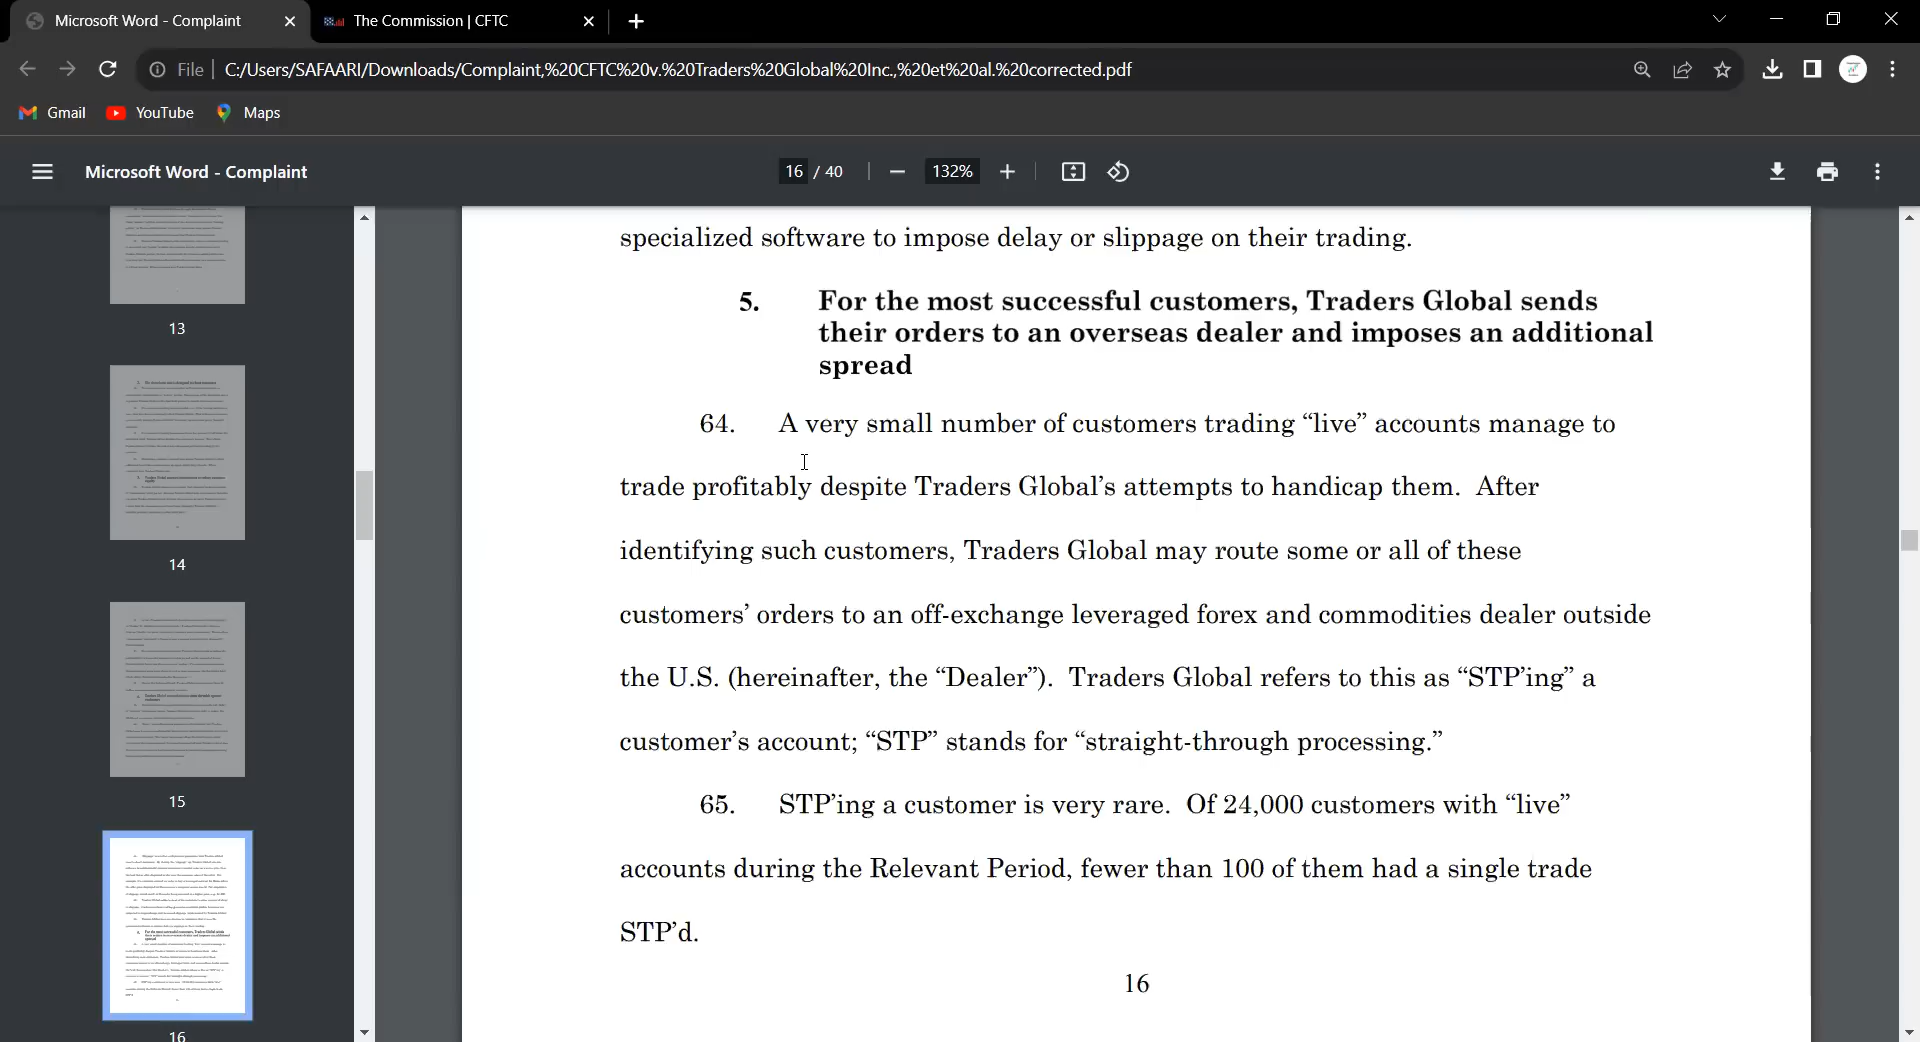 Microsoft Word - Complaint
The Commission | CFTC
File
C:/Users/SAFAARI/Downloads/Complaint,%20CFTC%20v.%20Traders%20Global%20Inc.,%20et%20al.%20corrected.pdf
Gmail
YouTube
Maps
Microsoft Word - Complaint
16 / 40
132%
specialized software to impose delay or slippage on their trading.
5. For the most successful customers, Traders Global sends
their orders to an overseas dealer and imposes an additional
spread
64. A very small number of customers trading “live” accounts manage to
trade profitably despite Traders Global’s attempts to handicap them. After
identifying such customers, Traders Global may route some or all of these
customers’ orders to an off-exchange leveraged forex and commodities dealer outside
the U.S. (hereinafter, the “Dealer”). Traders Global refers to this as “STP’ing” a
customer’s account; “STP” stands for “straight-through processing.”
65. STP’ing a customer is very rare. Of 24,000 customers with “live”
accounts during the Relevant Period, fewer than 100 of them had a single trade
STP’d.
16
13
14
15
16